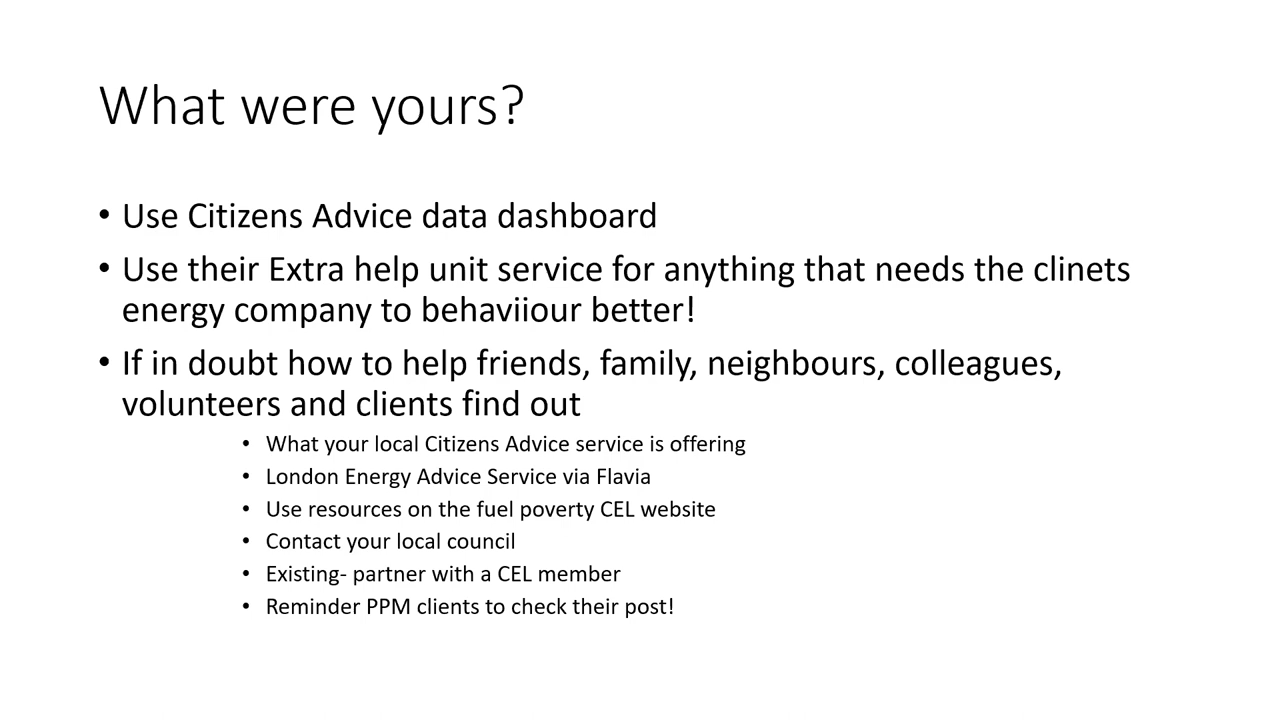 What were yours?
• Use Citizens Advice data dashboard
• Use their Extra help unit service for anything that needs the clinets
energy company to behaviiour better!
• If in doubt how to help friends, family, neighbours, colleagues,
volunteers and clients find out
• What your local Citizens Advice service is offering
• London Energy Advice Service via Flavia
• Use resources on the fuel poverty CEL website
• Contact your local council
• Existing- partner with a CEL member
• Reminder PPM clients to check their post!